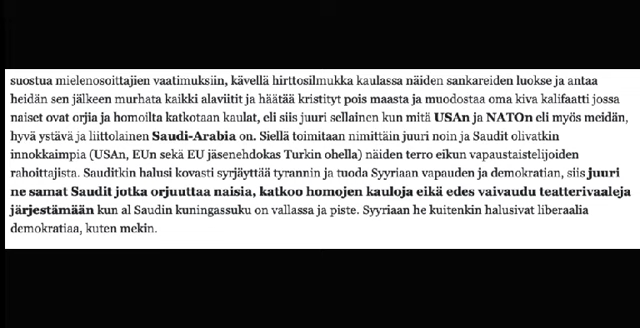 suostua mielenosoittajien vaatimuksiin, kävellä hirttosilmukka kaulassa näiden sankareiden luokse ja antaa
heidän sen jälkeen murhata kaikki alaviitit ja häätää kristityt pois maasta ja muodostaa oma kiva kalifaatti jossa
naiset ovat orjia ja homoilta katkotaan kaulat, eli siis juuri sellainen kun mitä USAn ja NATOn eli myös meidän,
hyvä ystävä ja liittolainen Saudi-Arabia on. Siellä toimitaan nimittäin juuri noin ja Saudit olivatkin
innokkaimpia (USAn, EUn sekä EU jäsenehdokas Turkin ohella) näiden terro eikun vapaustaistelijoiden
rahoittajista. Sauditkin halusi kovasti syrjäyttää tyrannin ja tuoda Syyriaan vapauden ja demokratian, siis juuri
ne samat Saudit jotka orjuuttaa naisia, katkoo homojen kauloja eikä edes vaivaudu teatterivaaleja
järjestämään kun al Saudin kuningassuku on vallassa ja piste. Syyriaan he kuitenkin halusivat liberaalia
demokratiaa, kuten mekin.